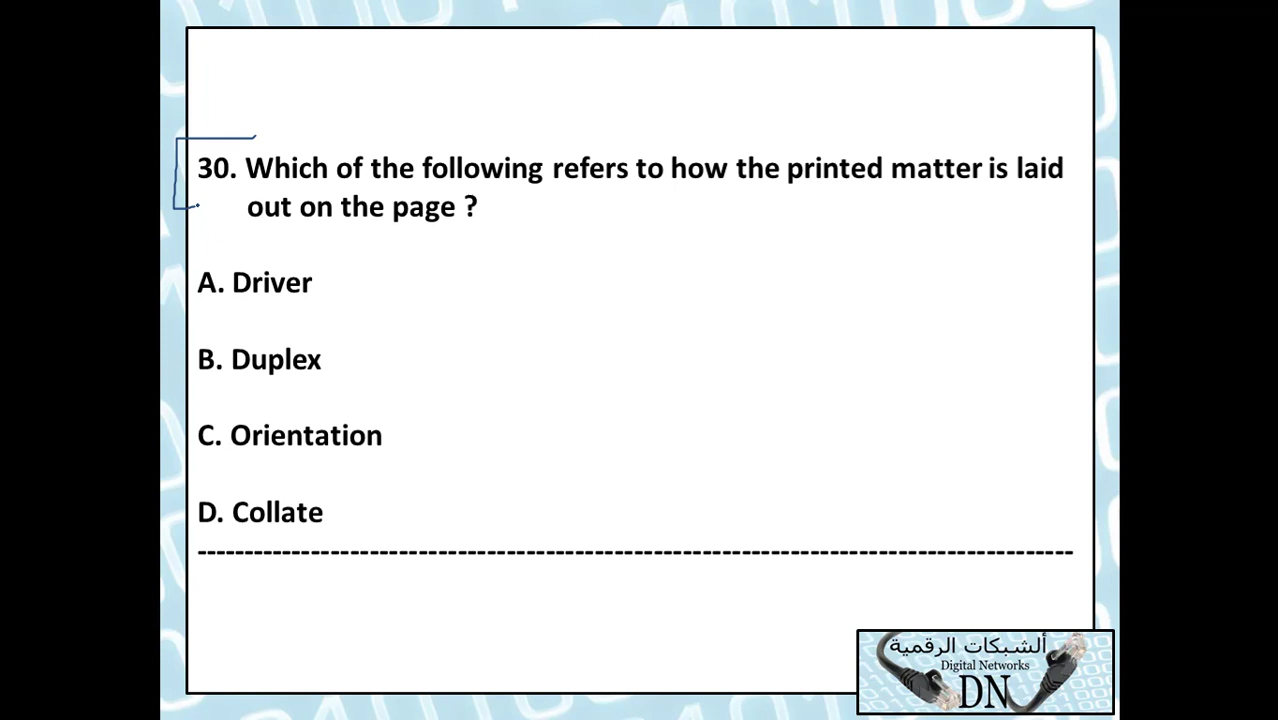 30. Which of the following refers to how the printed matter is laid
out on the page ?
A. Driver
B. Duplex
C. Orientation
D. Collate
--------------------------------------------------------------------------------
ألشبكات الرقمية
Digital Networks
DN